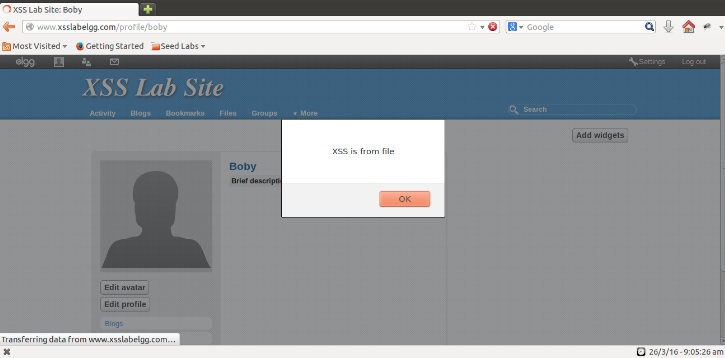 XSS Lab Site: Boby
www.xsslabelgg.com/profile/boby
Google
Most Visited
Getting Started
Seed Labs
elgg
Settings
Log out
XSS Lab Site
Activity
Blogs
Bookmarks
Files
Groups
▼ More
Search
Add widgets
XSS is from file
OK
Boby
Brief descriptio
Edit avatar
Edit profile
Blogs
Transferring data from www.xsslabelgg.com...
26/3/16 - 9:05:26 am